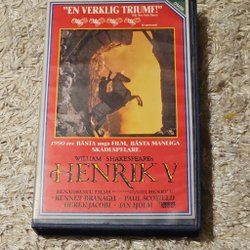 "EN VERKLIG TRIUMF!"
1990 års BÄSTA unga FILM, BÄSTA MANLIGA
SKÅDESPELARE
WILLIAM SHAKESPEARES
HENRIK V
KENNETH BRANAGH • PAUL SCOFIELD
DEREK JACOBI • IAN HOLM